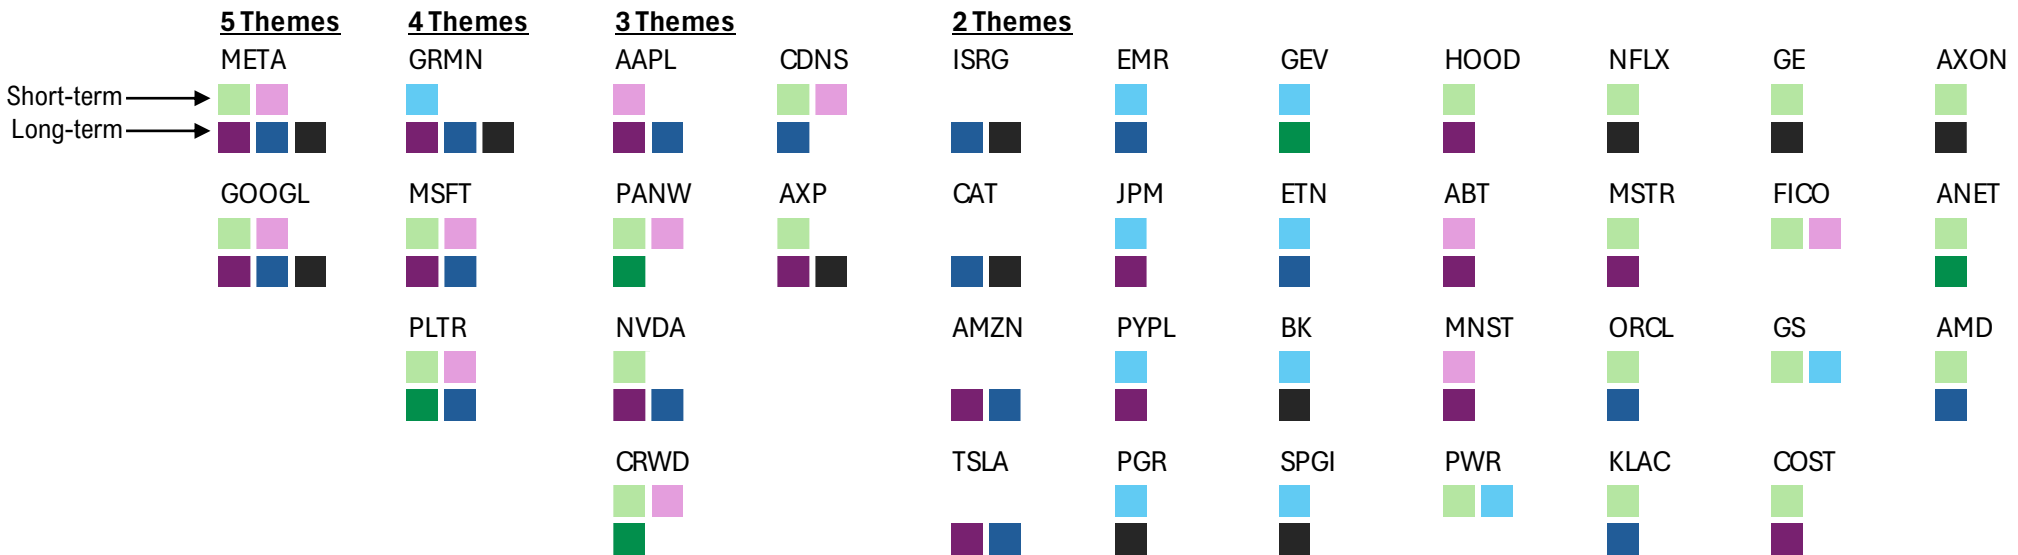 5 Themes 4 Themes 3 Themes 2 Themes
META GRMN AAPL CDNS ISRG EMR GEV HOOD NFLX GE AXON
Short-term
Long-term
GOOGL MSFT PANW AXP CAT JPM ETN ABT MSTR FICO ANET
PLTR NVDA AMZN PYPL BK MNST ORCL GS AMD
CRWD TSLA PGR SPGI PWR KLAC COST